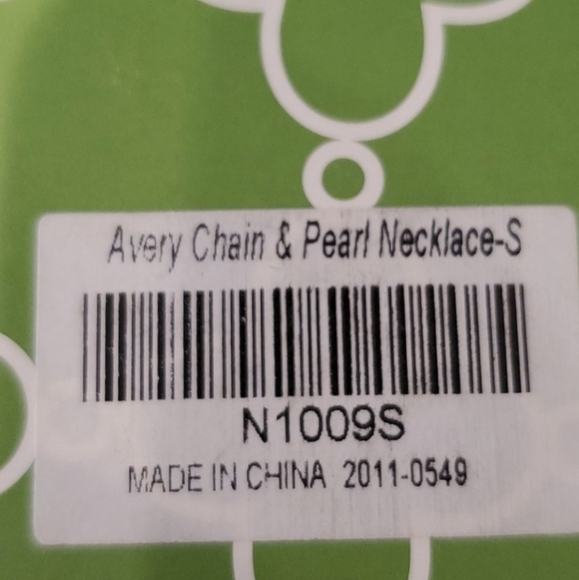 Avery Chain & Pearl Necklace-S
N1009S
MADE IN CHINA 2011-0549